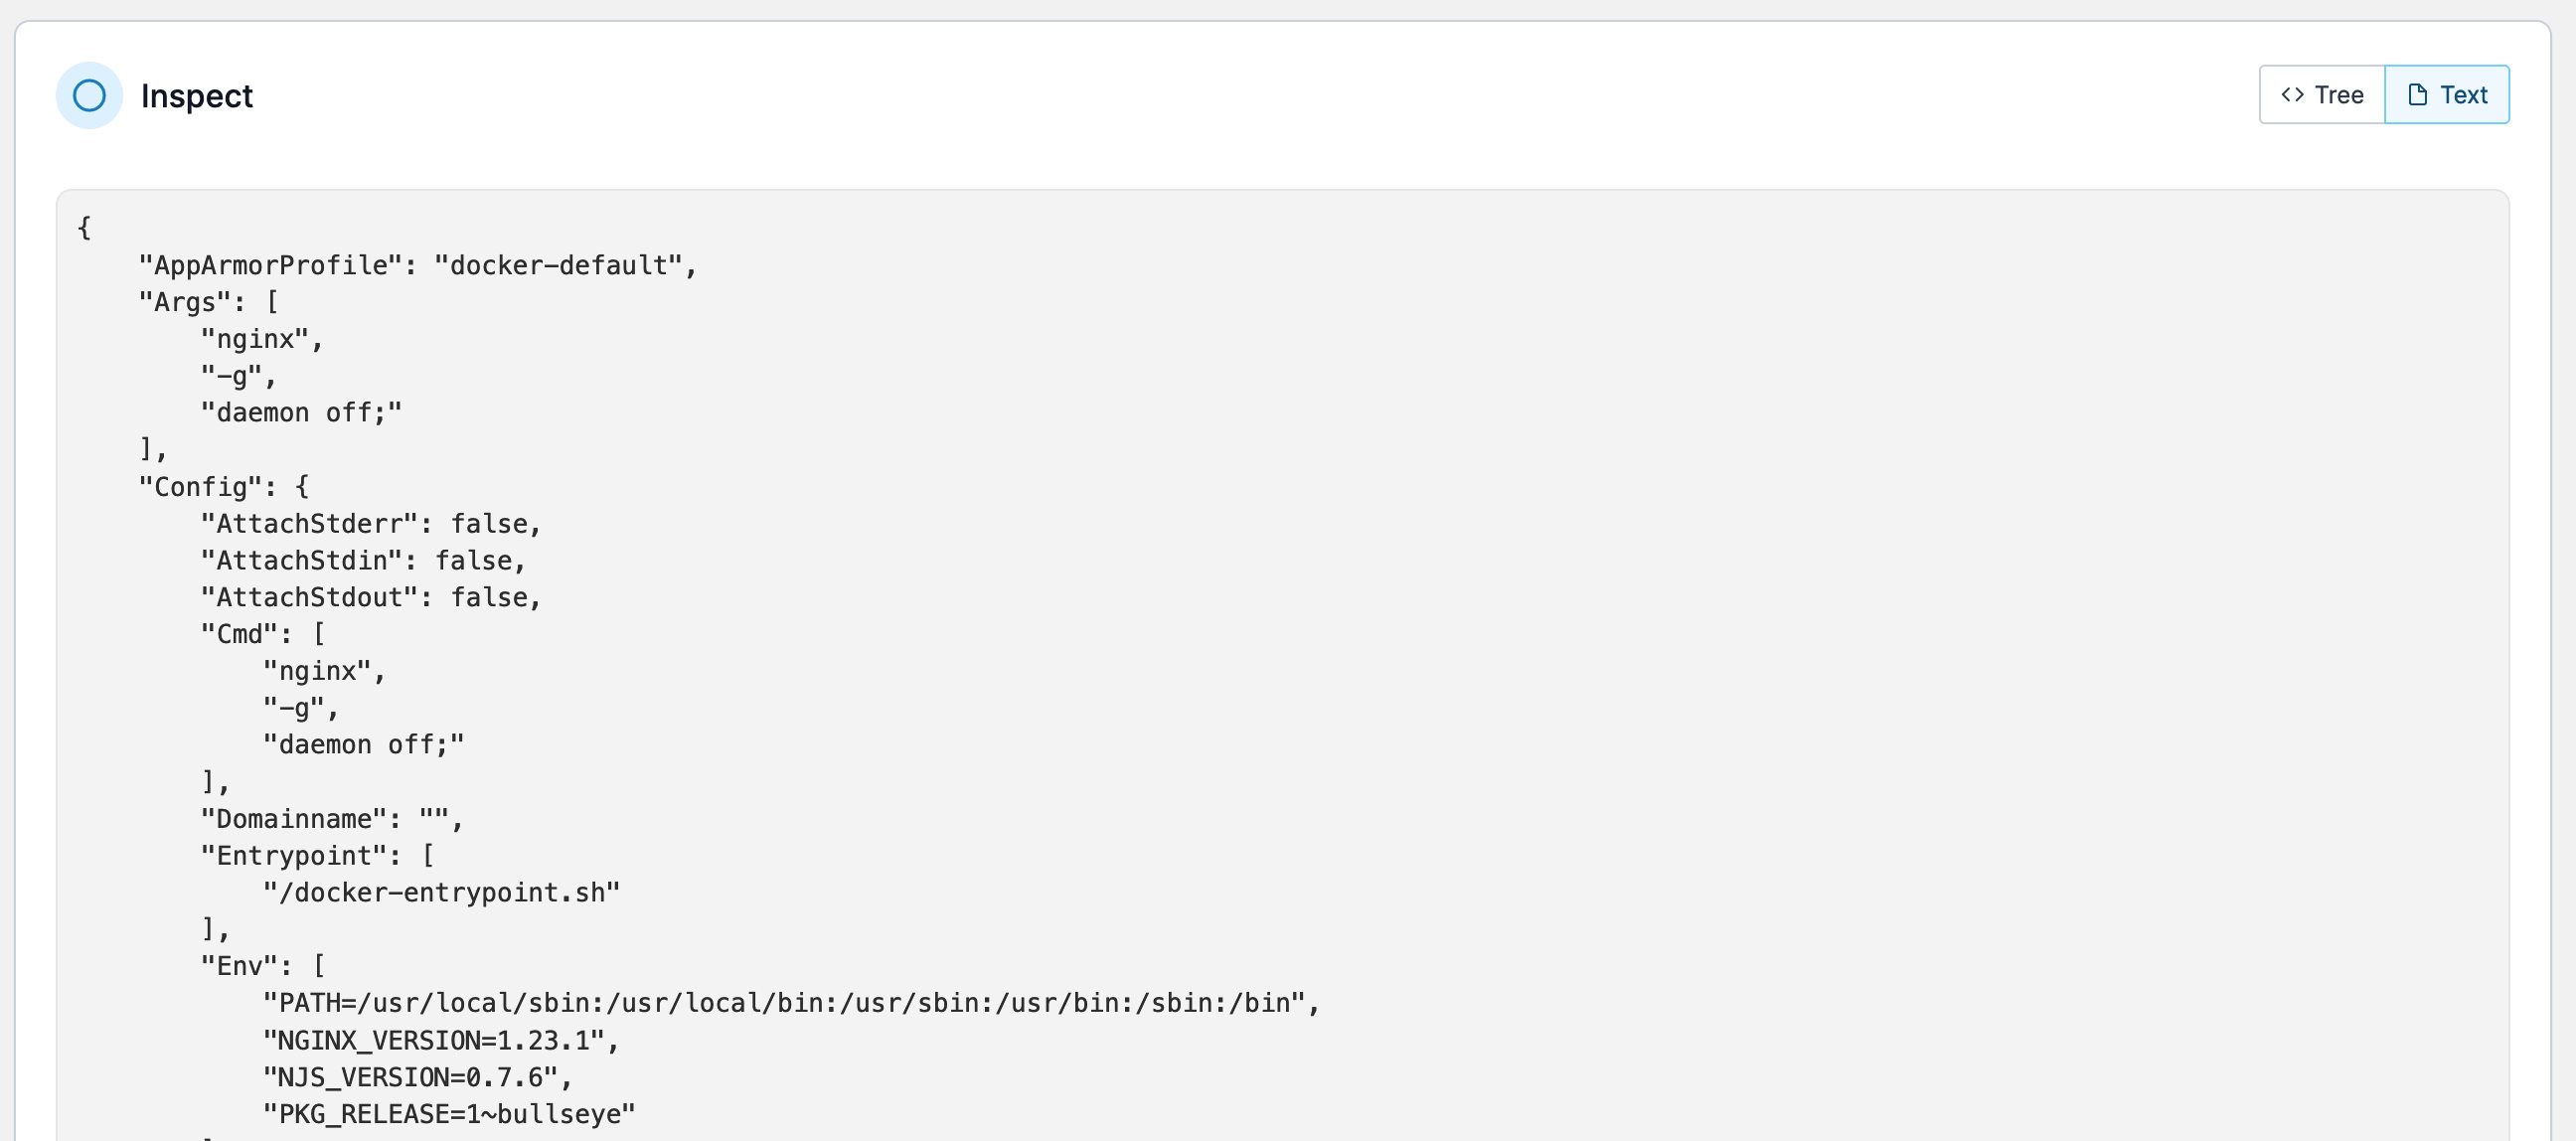 Inspect
Tree
Text
{
    "AppArmorProfile": "docker-default",
    "Args": [
        "nginx",
        "-g",
        "daemon off;"
    ],
    "Config": {
        "AttachStderr": false,
        "AttachStdin": false,
        "AttachStdout": false,
        "Cmd": [
            "nginx",
            "-g",
            "daemon off;"
        ],
        "Domainname": "",
        "Entrypoint": [
            "/docker-entrypoint.sh"
        ],
        "Env": [
            "PATH=/usr/local/sbin:/usr/local/bin:/usr/sbin:/usr/bin:/sbin:/bin",
            "NGINX_VERSION=1.23.1",
            "NJS_VERSION=0.7.6",
            "PKG_RELEASE=1~bullseye"